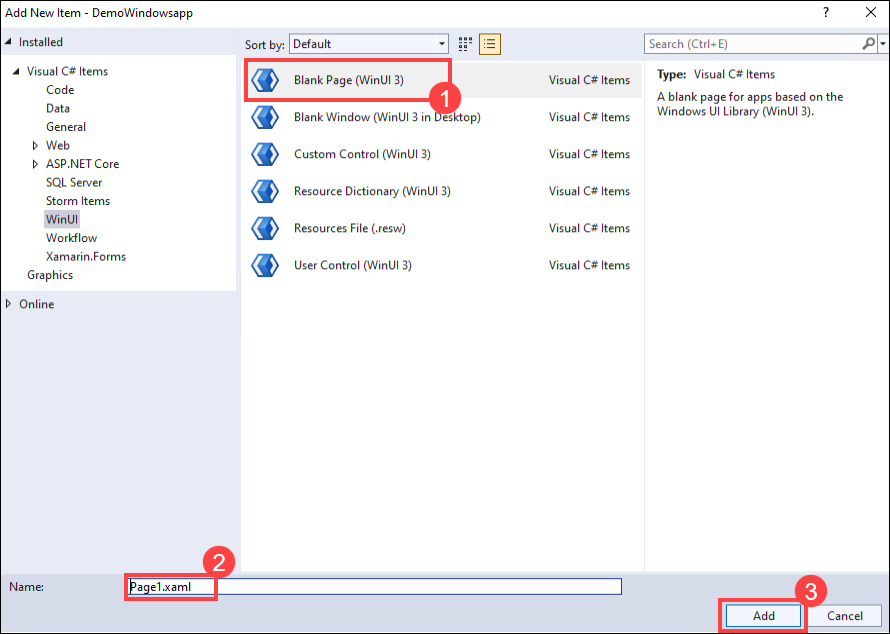 Add New Item - DemoWindowsapp
?
Installed
Sort by:
Default
Search (Ctrl+E)
Visual C# Items
Code
Data
General
Web
ASP.NET Core
SQL Server
Storm Items
WinUI
Workflow
Xamarin.Forms
Graphics
Online
Blank Page (WinUI 3)
Visual C# Items
1
Blank Window (WinUI 3 in Desktop)
Visual C# Items
Custom Control (WinUI 3)
Visual C# Items
Resource Dictionary (WinUI 3)
Visual C# Items
Resources File (.resw)
Visual C# Items
User Control (WinUI 3)
Visual C# Items
Type: Visual C# Items
A blank page for apps based on the
Windows UI Library (WinUI 3).
2
Name:
Page1.xaml
3
Add
Cancel